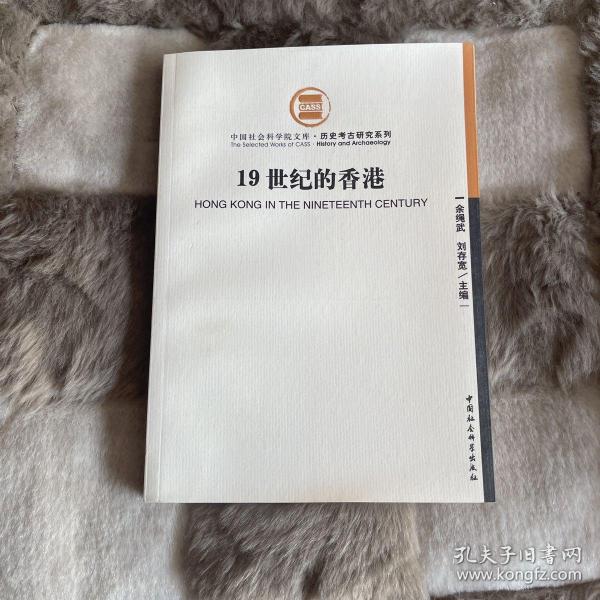 CASS
中国社会科学院文库·历史考古研究系列
The Selected Works of CASS · History and Archaeology
19世纪的香港
HONG KONG IN THE NINETEENTH CENTURY
余绳武 刘存宽/主编
中国社会科学出版社
孔夫子旧书网
www.kongfz.com